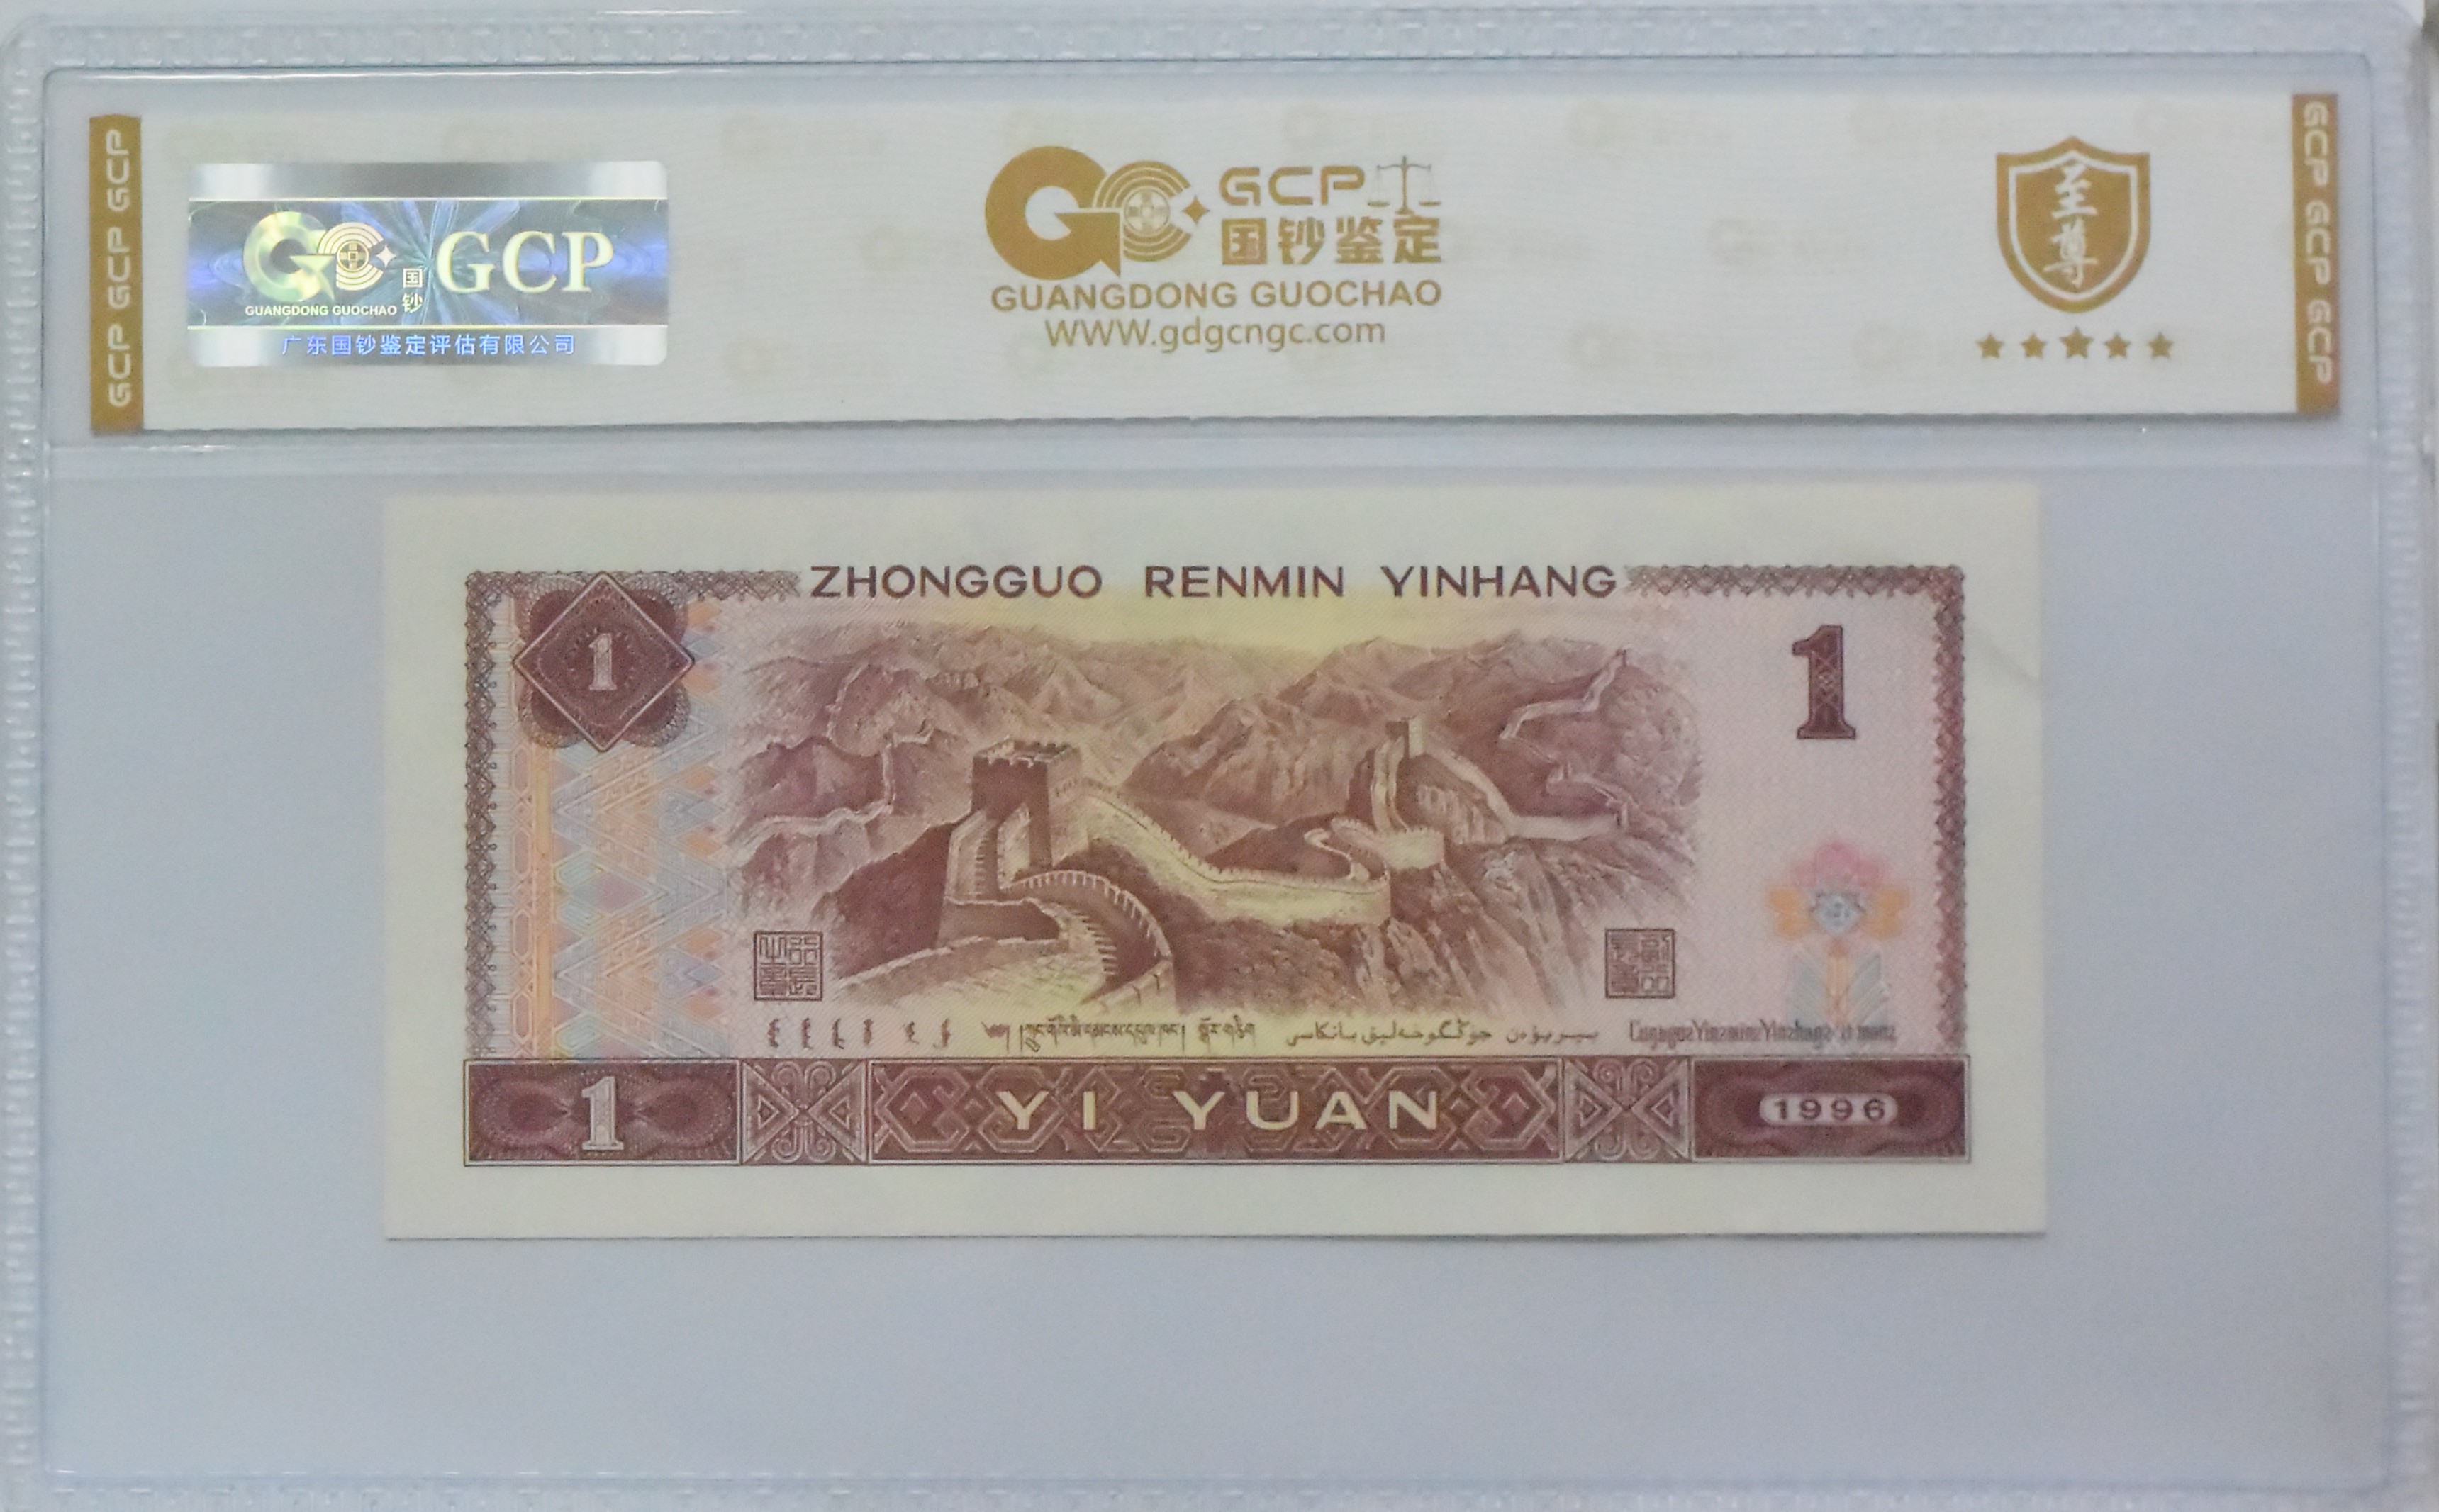 GCP GCP GCP
GCP
国钞
GUANGDONG GUOCHAO
广东国钞鉴定评估有限公司
GCP
国钞鉴定
GUANGDONG GUOCHAO
WWW.gdgcngc.com
至尊
GCP GCP GCP
ZHONGGUO RENMIN YINHANG
1
1
1
YI YUAN
1996